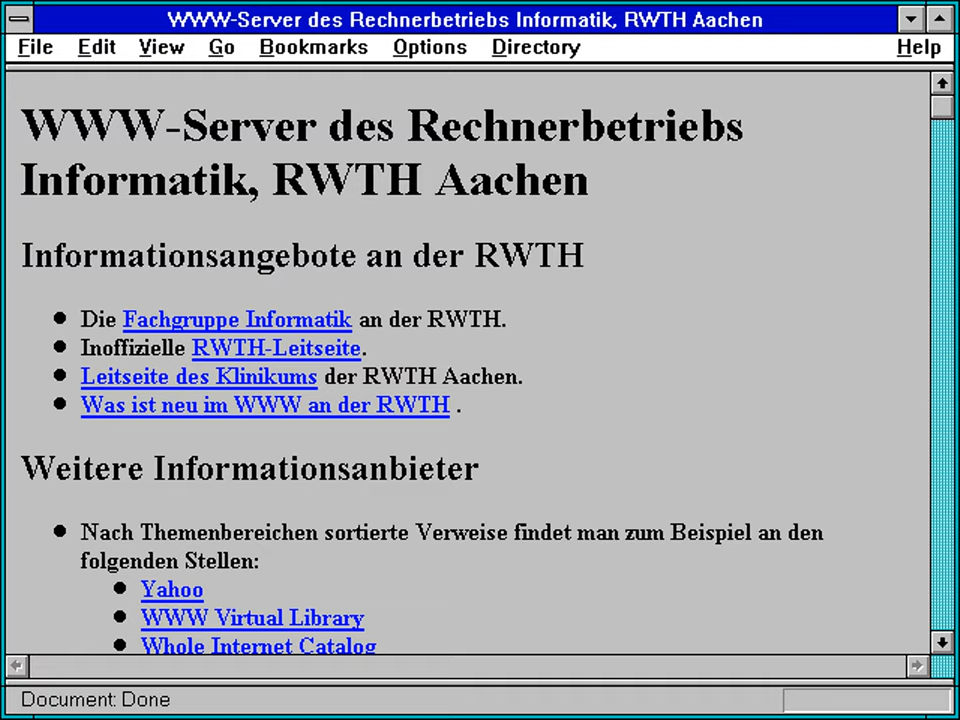 WWW-Server des Rechnerbetriebs Informatik, RWTH Aachen
File Edit View Go Bookmarks Options Directory Help
WWW-Server des Rechnerbetriebs
Informatik, RWTH Aachen
Informationsangebote an der RWTH
Die Fachgruppe Informatik an der RWTH.
Inoffizielle RWTH-Leitseite.
Leitseite des Klinikums der RWTH Aachen.
Was ist neu im WWW an der RWTH .
Weitere Informationsanbieter
Nach Themenbereichen sortierte Verweise findet man zum Beispiel an den
folgenden Stellen:
Yahoo
WWW Virtual Library
Whole Internet Catalog
Document: Done